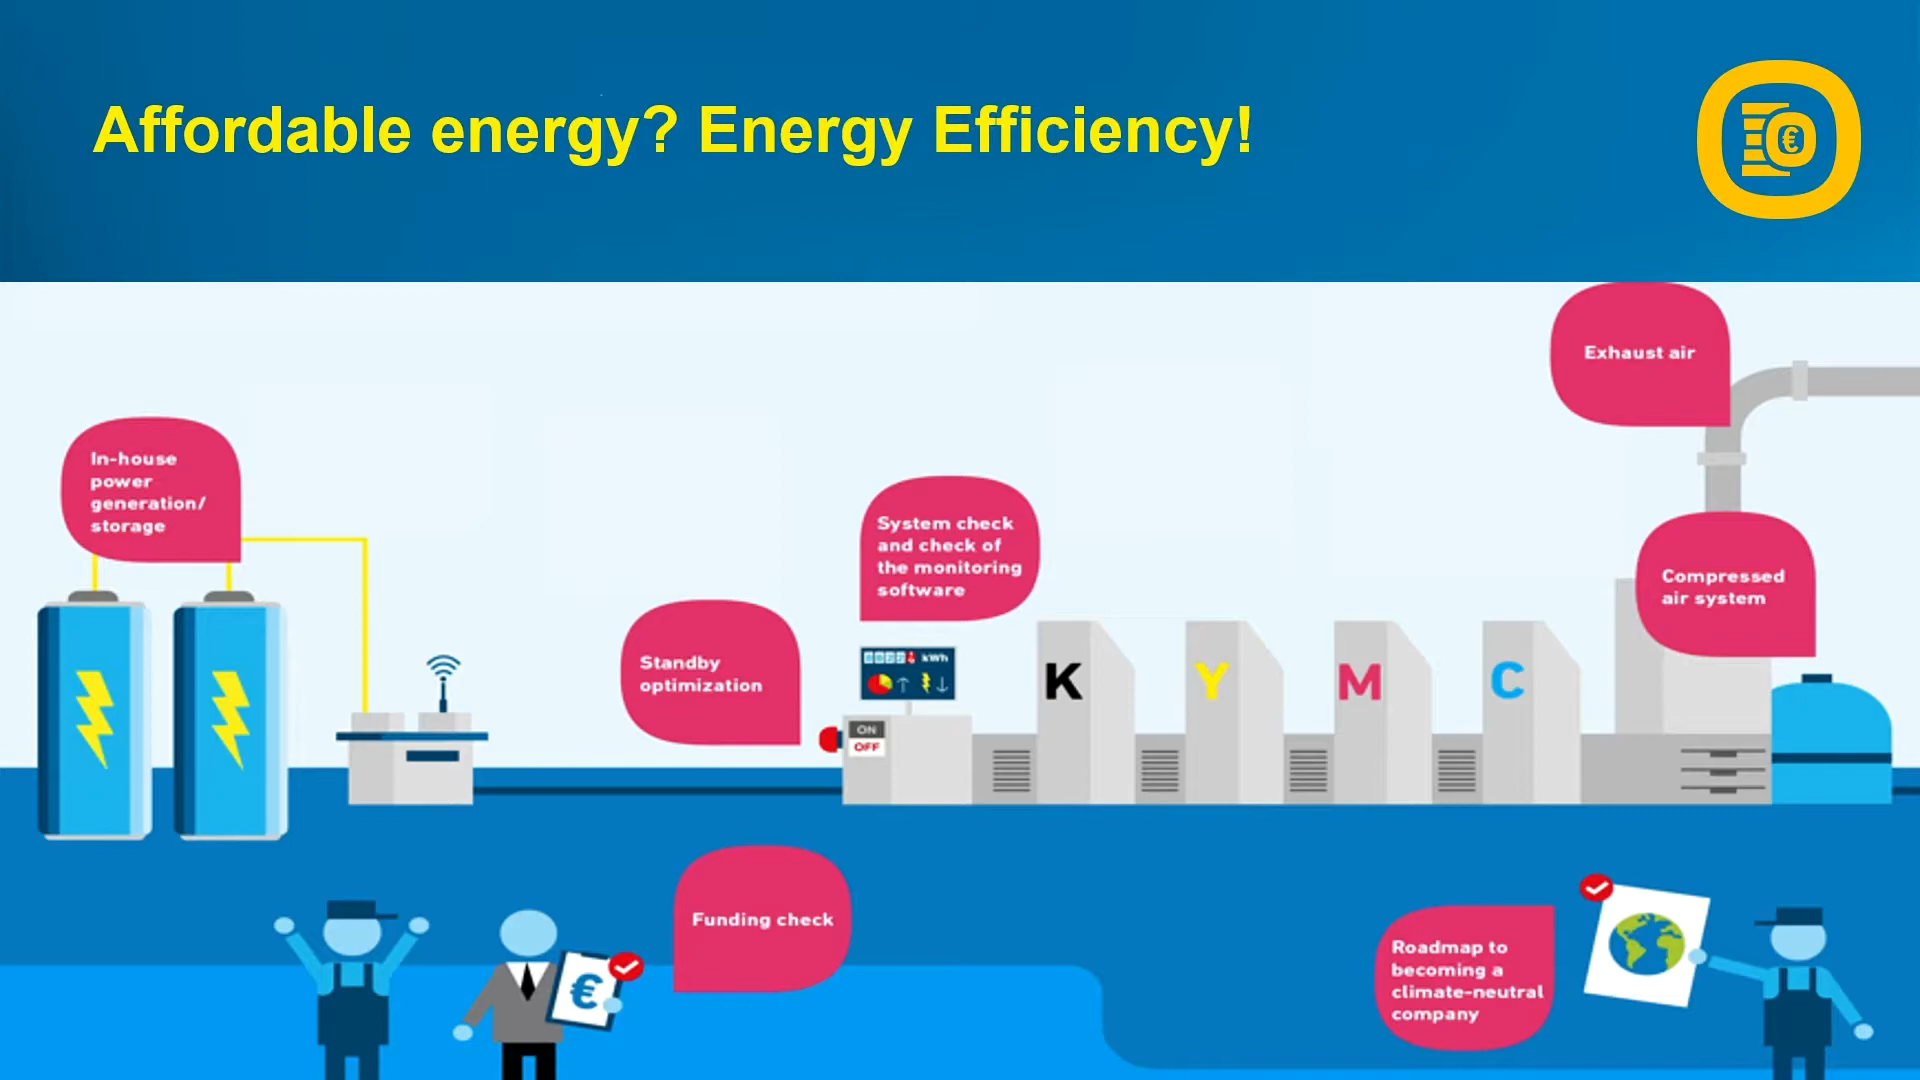 Affordable energy? Energy Efficiency!
€
Exhaust air
In-house
power
generation/
storage
System check
and check of
the monitoring
software
Compressed
air system
Standby
optimization
kWh
ON
OFF
K
Y
M
C
Funding check
€
Roadmap to
becoming a
climate-neutral
company